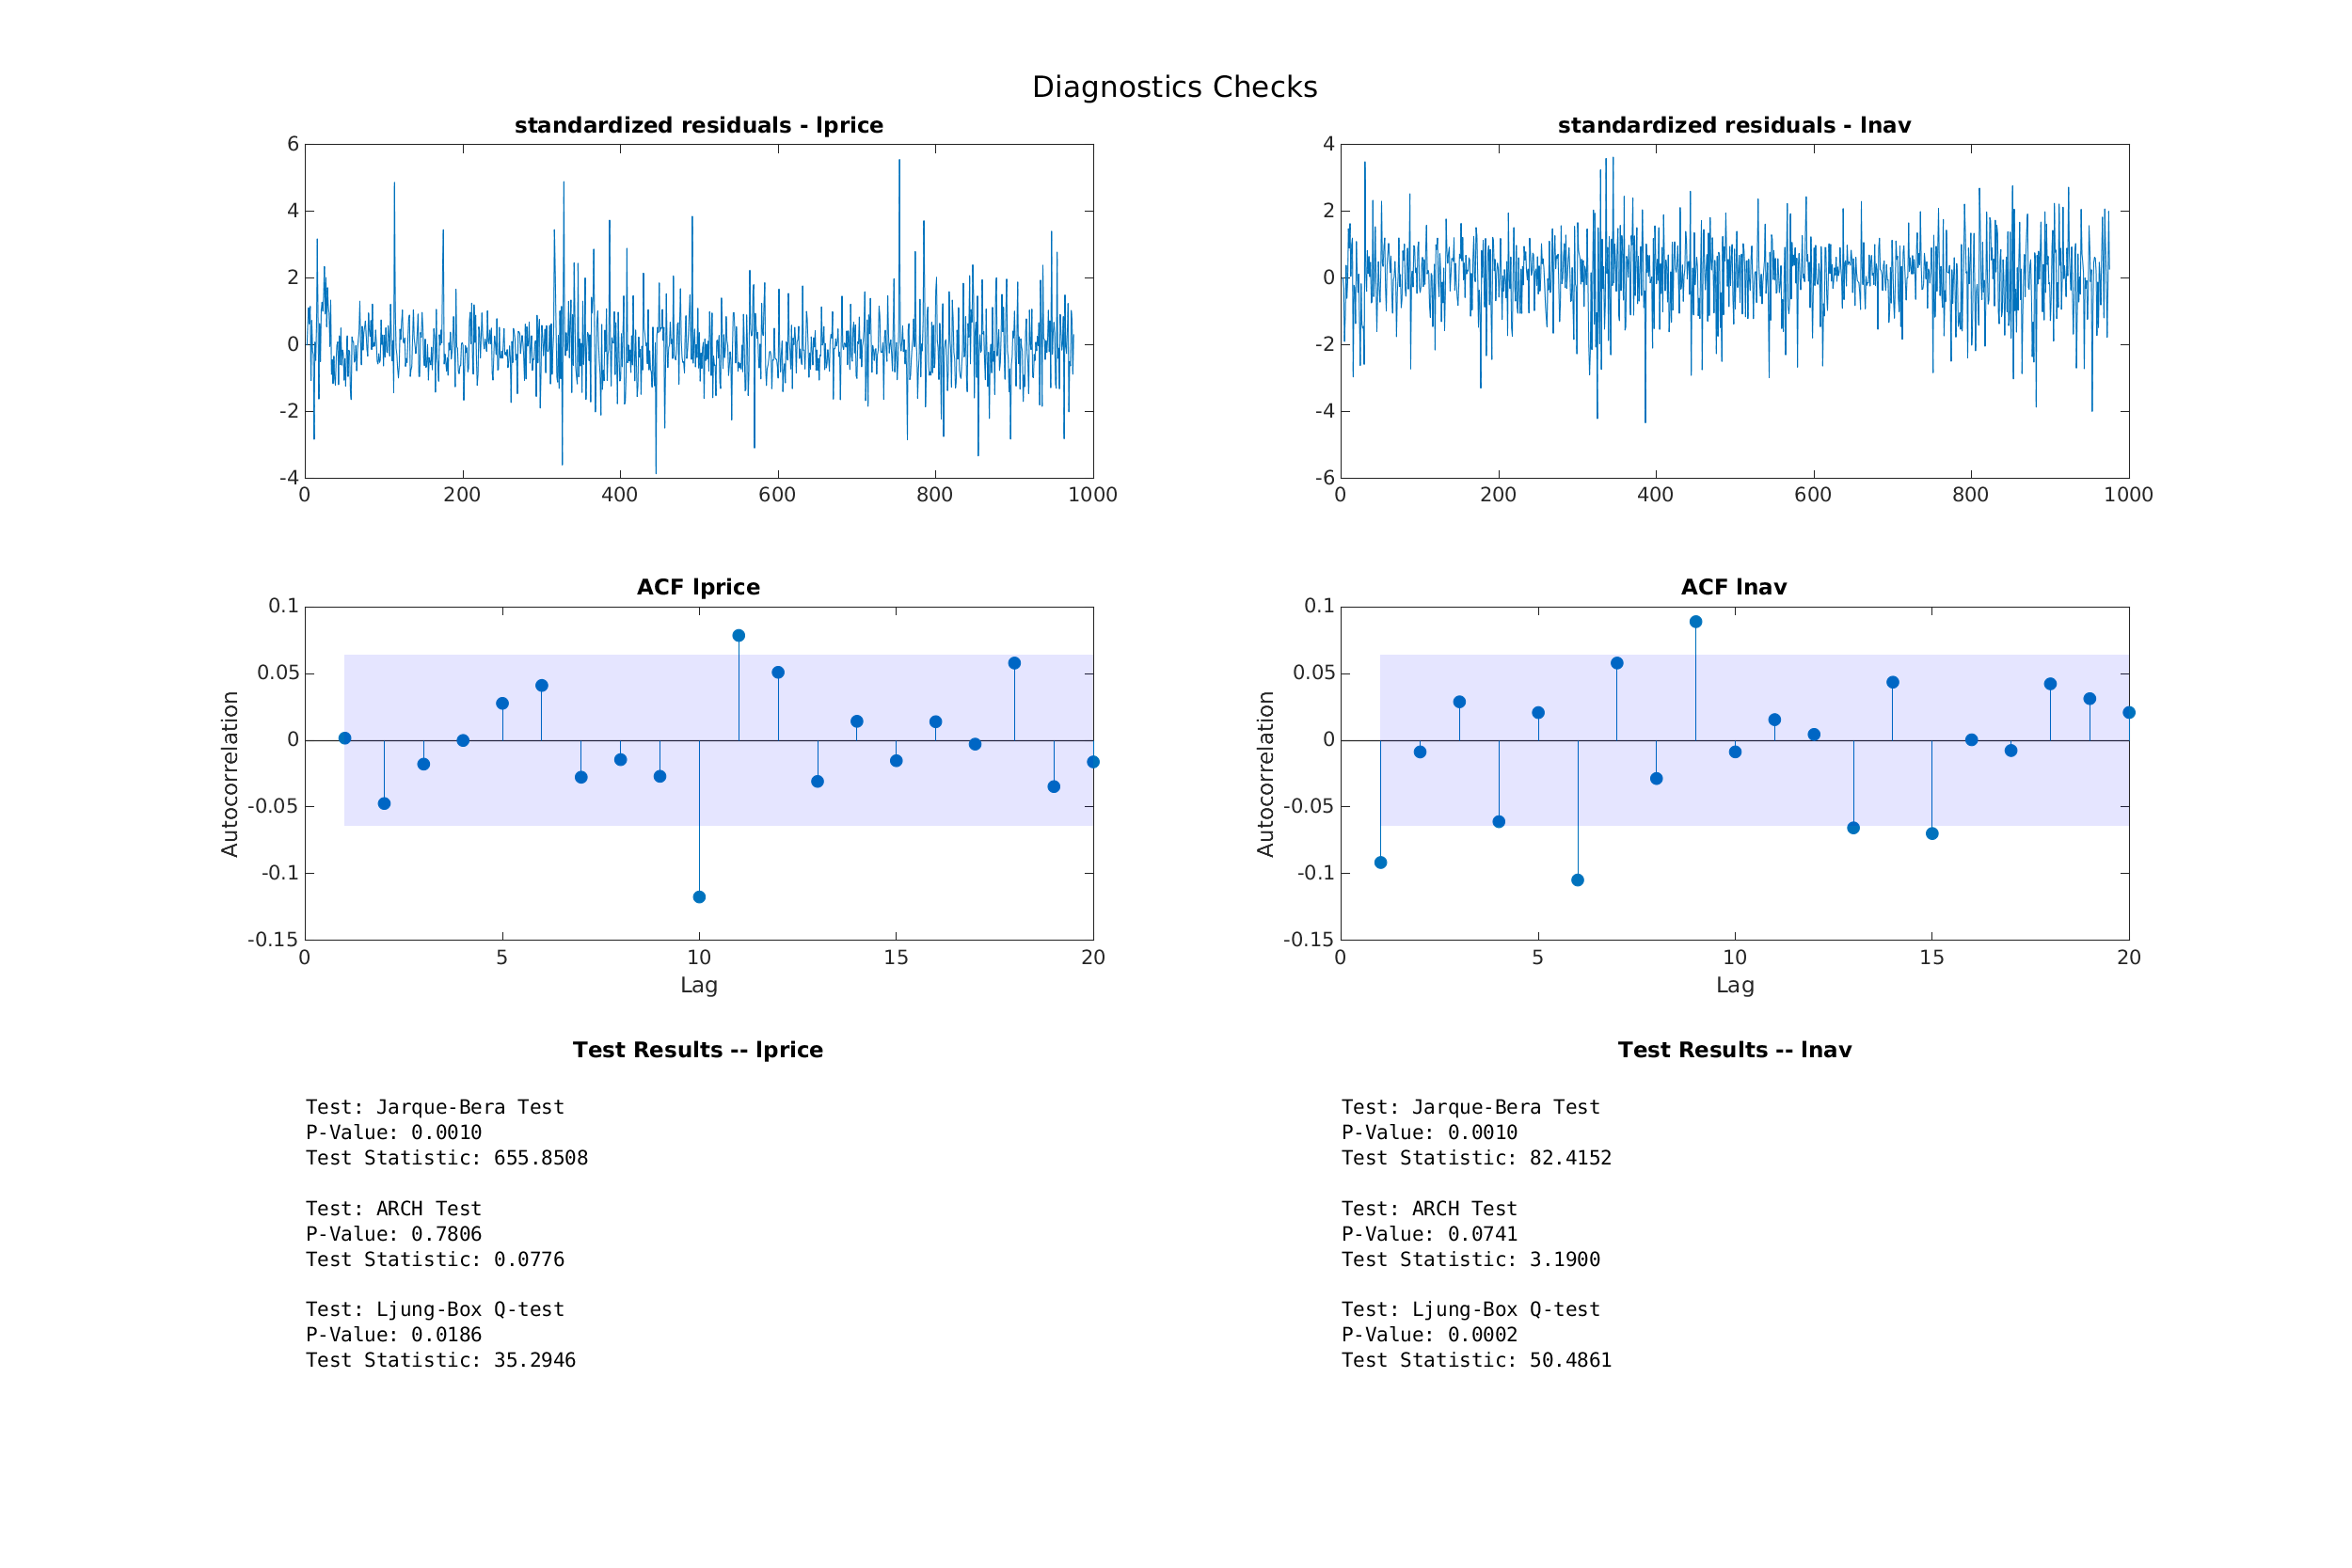 Diagnostics Checks
standardized residuals - lprice
6
4
2
0
-2
-4
0 200 400 600 800 1000
standardized residuals - lnav
4
2
0
-2
-4
-6
0 200 400 600 800 1000
ACF lprice
0.1
0.05
0
-0.05
-0.1
-0.15
Autocorrelation
0 5 10 15 20
Lag
ACF lnav
0.1
0.05
0
-0.05
-0.1
-0.15
Autocorrelation
0 5 10 15 20
Lag
Test Results -- lprice
Test: Jarque-Bera Test
P-Value: 0.0010
Test Statistic: 655.8508
Test: ARCH Test
P-Value: 0.7806
Test Statistic: 0.0776
Test: Ljung-Box Q-test
P-Value: 0.0186
Test Statistic: 35.2946
Test Results -- lnav
Test: Jarque-Bera Test
P-Value: 0.0010
Test Statistic: 82.4152
Test: ARCH Test
P-Value: 0.0741
Test Statistic: 3.1900
Test: Ljung-Box Q-test
P-Value: 0.0002
Test Statistic: 50.4861